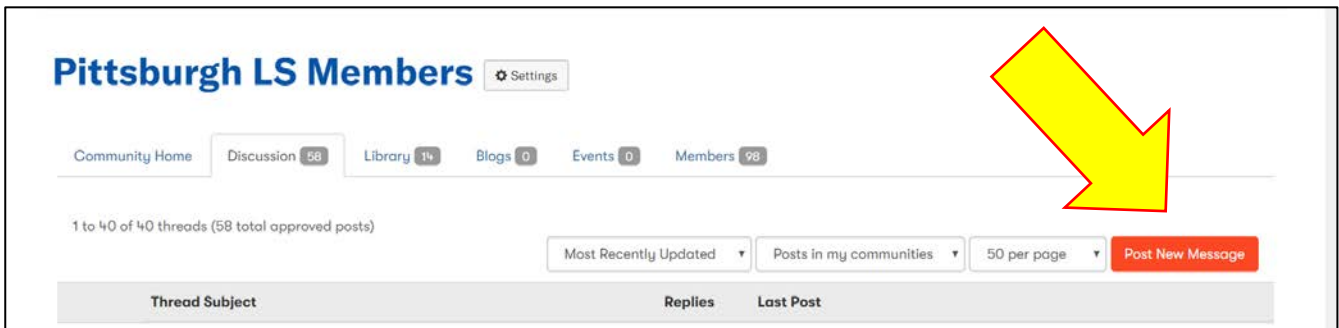 Pittsburgh LS Members Settings
Community Home Discussion 58 Library 14 Blogs 0 Events 0 Members 98
1 to 40 of 40 threads (58 total approved posts)
Most Recently Updated Posts in my communities 50 per page Post New Message
Thread Subject Replies Last Post